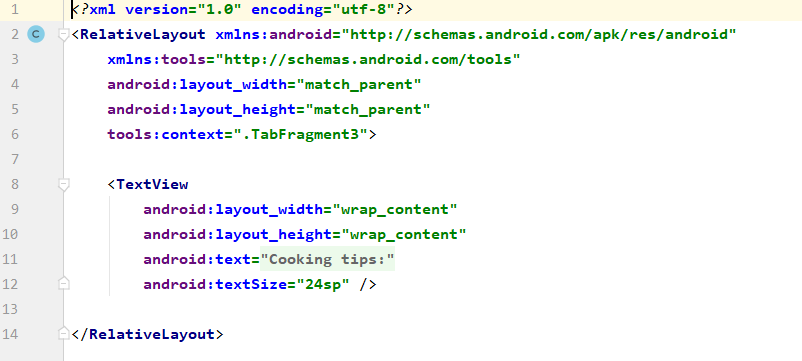 1 <?xml version="1.0" encoding="utf-8"?>
2 C <RelativeLayout xmlns:android="http://schemas.android.com/apk/res/android"
3 xmlns:tools="http://schemas.android.com/tools"
4 android:layout_width="match_parent"
5 android:layout_height="match_parent"
6 tools:context=".TabFragment3">
7
8 <TextView
9 android:layout_width="wrap_content"
10 android:layout_height="wrap_content"
11 android:text="Cooking tips:"
12 android:textSize="24sp" />
13
14 </RelativeLayout>